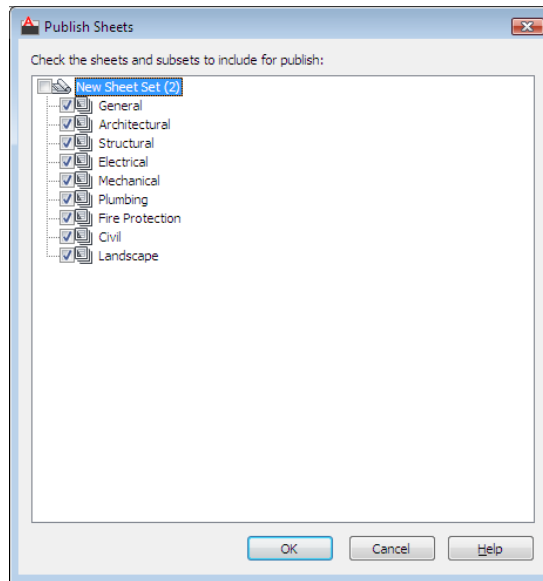 Publish Sheets
Check the sheets and subsets to include for publish:
New Sheet Set (2)
General
Architectural
Structural
Electrical
Mechanical
Plumbing
Fire Protection
Civil
Landscape
OK Cancel Help